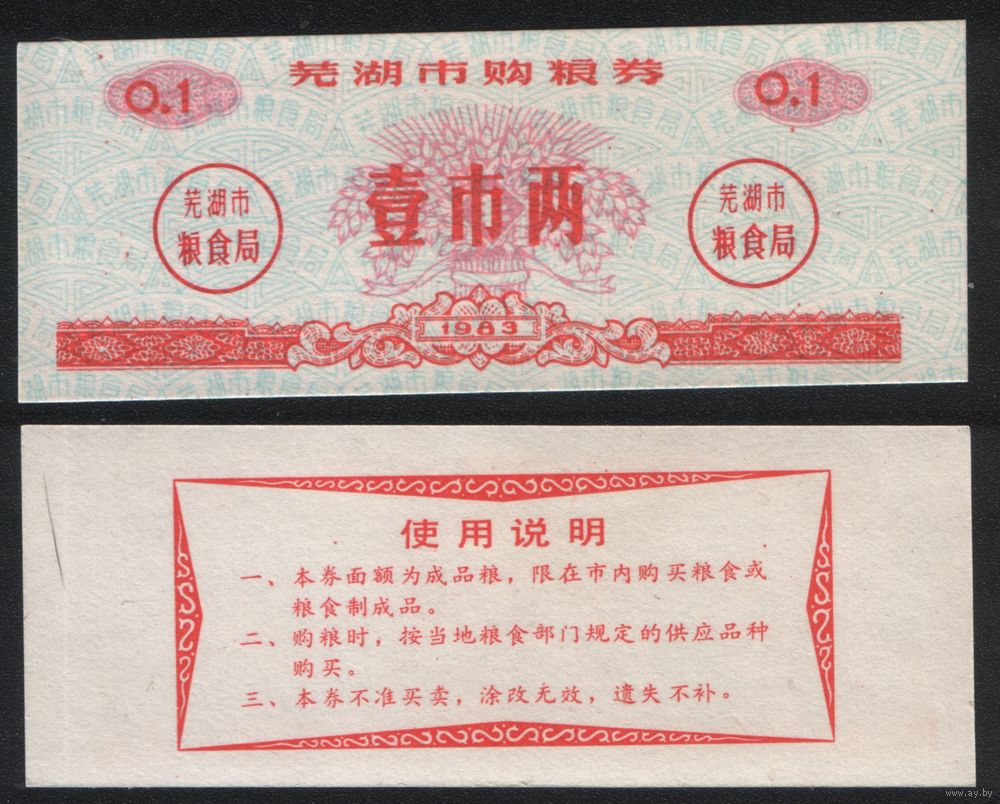 芜湖市购粮券
0.1
0.1
壹市两
芜湖市
粮食局
芜湖市
粮食局
1983
使用说明
一、本券面额为成品粮，限在市内购买粮食或
粮食制成品。
二、购粮时，按当地粮食部门规定的供应品种
购买。
三、本券不准买卖，涂改无效，遗失不补。
www.ay.by